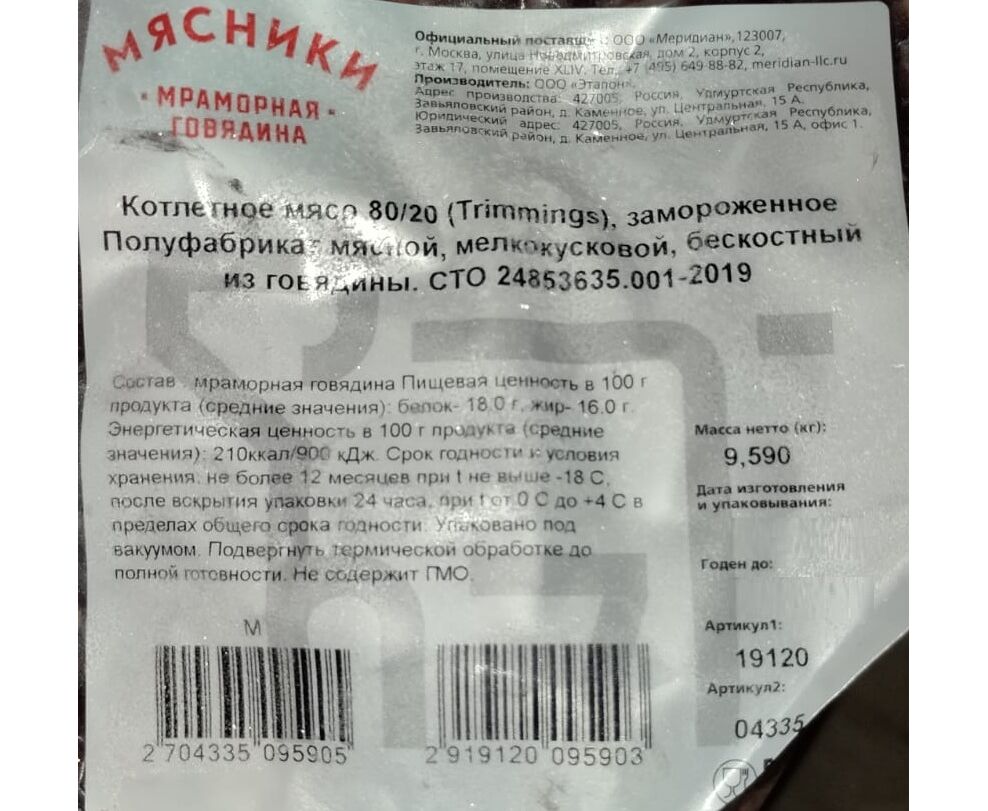 МЯСНИКИ
• МРАМОРНАЯ •
ГОВЯДИНА
Официальный ООО «Меридиан», 123007,
г. Москва, улица Новодмитровская, дом 2, корпус 2,
этаж 17, помещение XLIV. Тел. +7 (495) 649-88-82, meridian-llc.ru
Производитель: ООО «Эталон»,
Адрес производства: 427005, Россия, Удмуртская Республика,
Завьяловский район, д. Каменное, ул. Центральная, 15 А.
Юридический адрес: 427005, Россия, Удмуртская Республика,
Завьяловский район, д. Каменное, ул. Центральная, 15 А, офис 1.
Котлетное мясо 80/20 (Trimmings), замороженное
Полуфабрикат мясной, мелкокусковой, бескостный
из говядины. СТО 24853635.001-2019
Состав: мраморная говядина Пищевая ценность в 100 г
продукта (средние значения): белок- 18.0 г, жир- 16.0 г.
Энергетическая ценность в 100 г продукта (средние
значения): 210ккал/900 кДж. Срок годности и условия
хранения: не более 12 месяцев при t не выше -18 С,
после вскрытия упаковки 24 часа, при t от 0 С до +4 С в
пределах общего срока годности. Упаковано под
вакуумом. Подвергнуть термической обработке до
полной готовности. Не содержит ГМО.
Масса нетто (кг):
9,590
Дата изготовления
и упаковывания:
Годен до:
Артикул1:
19120
Артикул2:
04335
М
2 704335 095905
2 919120 095903